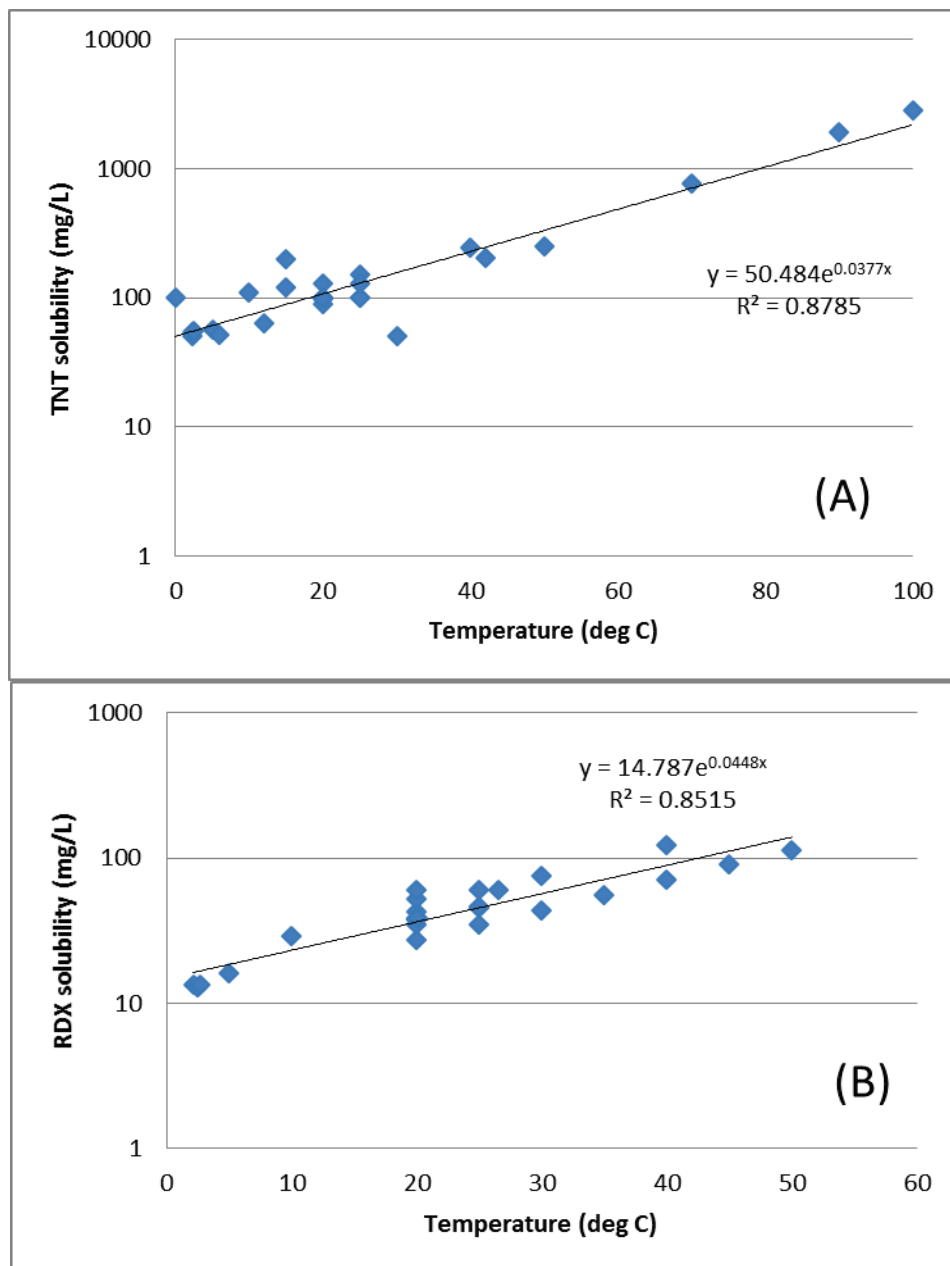 10000
1000
100
10
1
TNT solubility (mg/L)
y = 50.484e^0.0377x
R² = 0.8785
(A)
0 20 40 60 80 100
Temperature (deg C)
1000
100
10
1
RDX solubility (mg/L)
y = 14.787e^0.0448x
R² = 0.8515
(B)
0 10 20 30 40 50 60
Temperature (deg C)